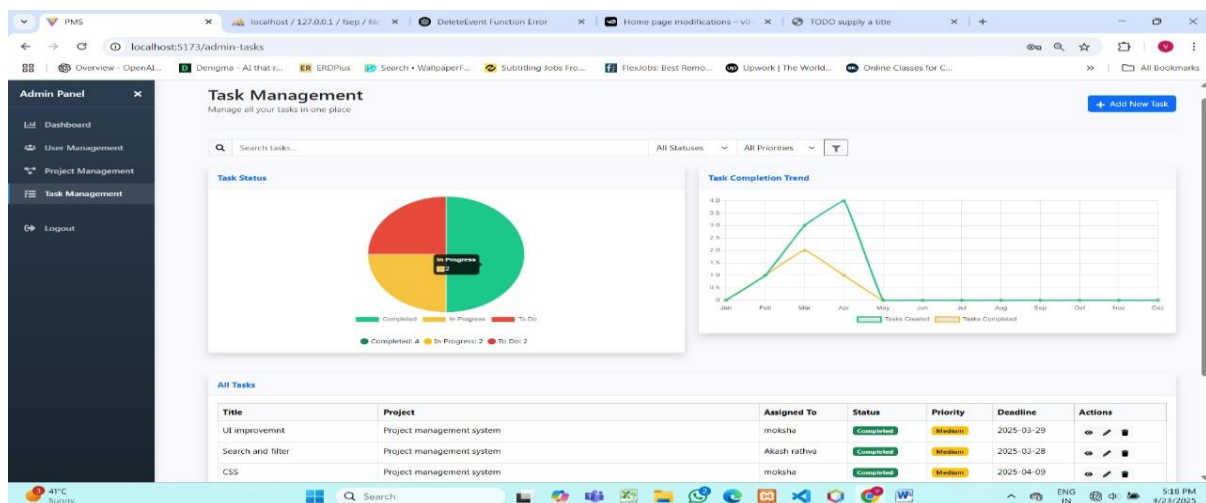 PMS
localhost / 127.0.0.1 / fsep / file
DeleteEvent Function Error
Home page modifications – v0
TODO supply a title
localhost:5173/admin-tasks
Overview - OpenAI...
Denigma - AI that r...
ER ERDPlus
Search • WallpaperF...
Subtitling Jobs Fro...
FlexJobs: Best Remo...
Upwork | The World...
Online Classes for C...
All Bookmarks
Admin Panel
Dashboard
User Management
Project Management
Task Management
Logout
Task Management
Manage all your tasks in one place
+ Add New Task
Search tasks...
All Statuses
All Priorities
Task Status
In Progress
2
Completed In Progress To Do
Completed: 4 In Progress: 2 To Do: 2
Task Completion Trend
4.0
3.5
3.0
2.5
2.0
1.5
1.0
0.5
0
Jan Feb Mar Apr May Jun Jul Aug Sep Oct Nov Dec
Tasks Created Tasks Completed
All Tasks
Title Project Assigned To Status Priority Deadline Actions
UI improvemnt Project management system moksha Completed Medium 2025-03-29
Search and filter Project management system Akash rathva Completed Medium 2025-03-28
CSS Project management system moksha Completed Medium 2025-04-09
41°C
Sunny
Search
ENG
IN
5:18 PM
4/23/2025